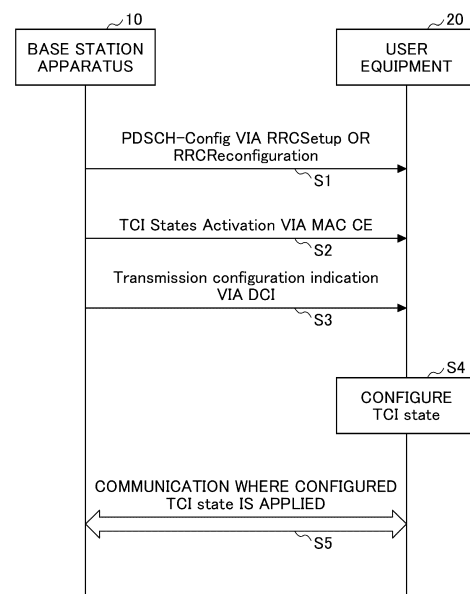 10
BASE STATION
APPARATUS
20
USER
EQUIPMENT
PDSCH-Config VIA RRCSetup OR
RRCReconfiguration
S1
TCI States Activation VIA MAC CE
S2
Transmission configuration indication
VIA DCI
S3
S4
CONFIGURE
TCI state
COMMUNICATION WHERE CONFIGURED
TCI state IS APPLIED
S5